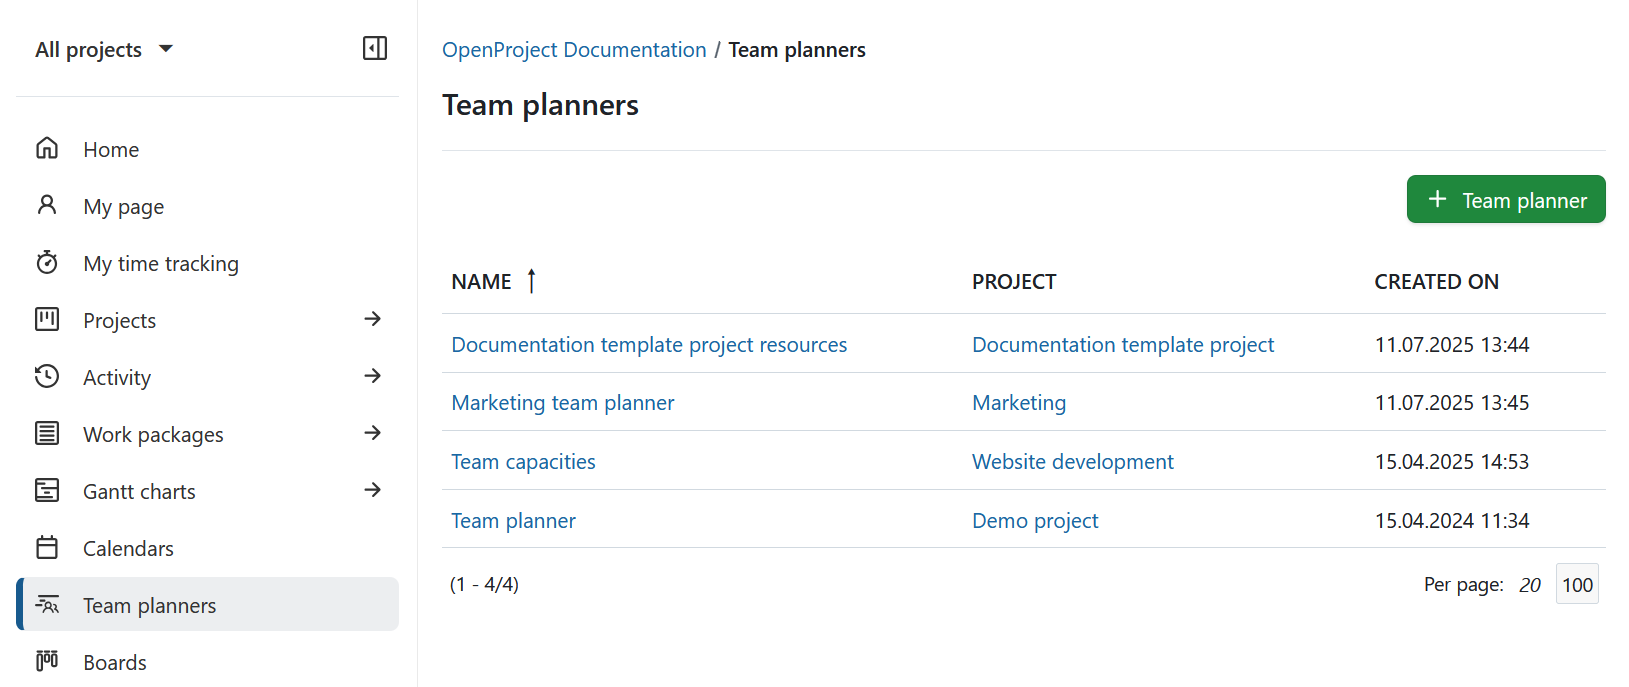 All projects
Home
My page
My time tracking
Projects
Activity
Work packages
Gantt charts
Calendars
Team planners
Boards
OpenProject Documentation / Team planners
Team planners
+ Team planner
NAME ↑ PROJECT CREATED ON
Documentation template project resources Documentation template project 11.07.2025 13:44
Marketing team planner Marketing 11.07.2025 13:45
Team capacities Website development 15.04.2025 14:53
Team planner Demo project 15.04.2024 11:34
(1 - 4/4) Per page: 20 100